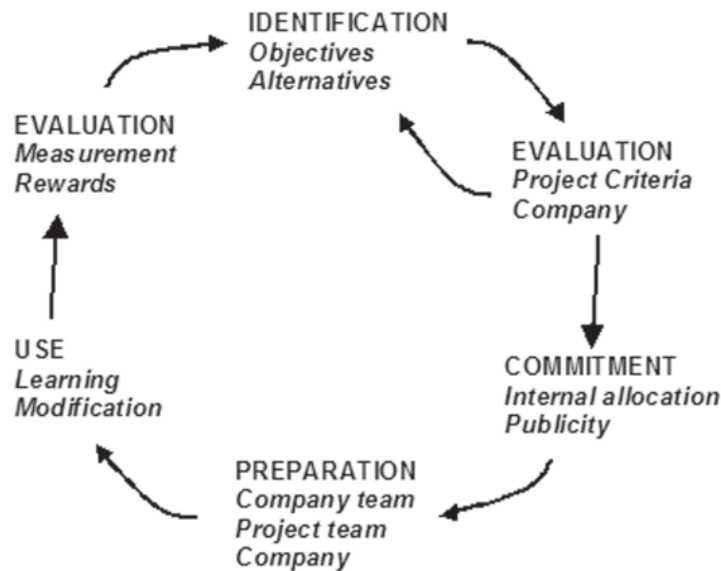 IDENTIFICATION
Objectives
Alternatives
EVALUATION
Project Criteria
Company
COMMITMENT
Internal allocation
Publicity
PREPARATION
Company team
Project team
Company
USE
Learning
Modification
EVALUATION
Measurement
Rewards